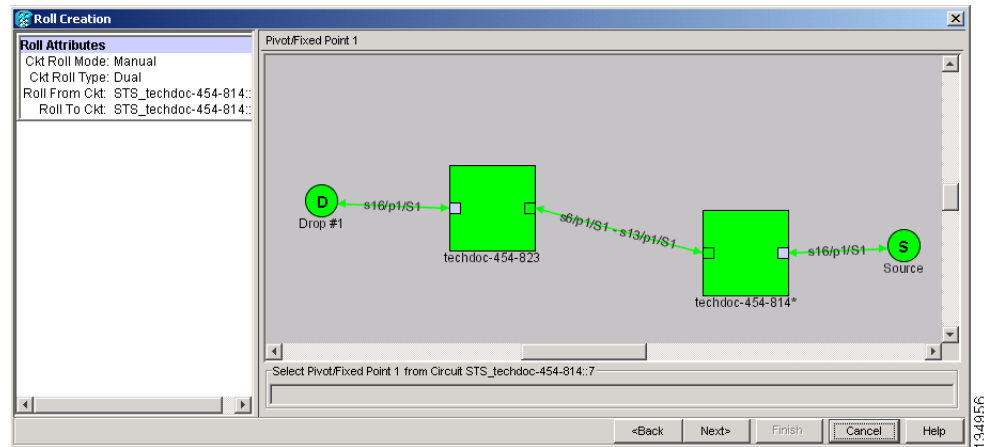 Roll Creation
Roll Attributes
Ckt Roll Mode: Manual
Ckt Roll Type: Dual
Roll From Ckt: STS_techdoc-454-814::
Roll To Ckt: STS_techdoc-454-814::
Pivot/Fixed Point 1
D
Drop #1
s16/p1/S1
techdoc-454-823
s6/p1/S1 - s13/p1/S1
techdoc-454-814*
s16/p1/S1
S
Source
Select Pivot/Fixed Point 1 from Circuit STS_techdoc-454-814::7
<Back
Next>
Finish
Cancel
Help
134956